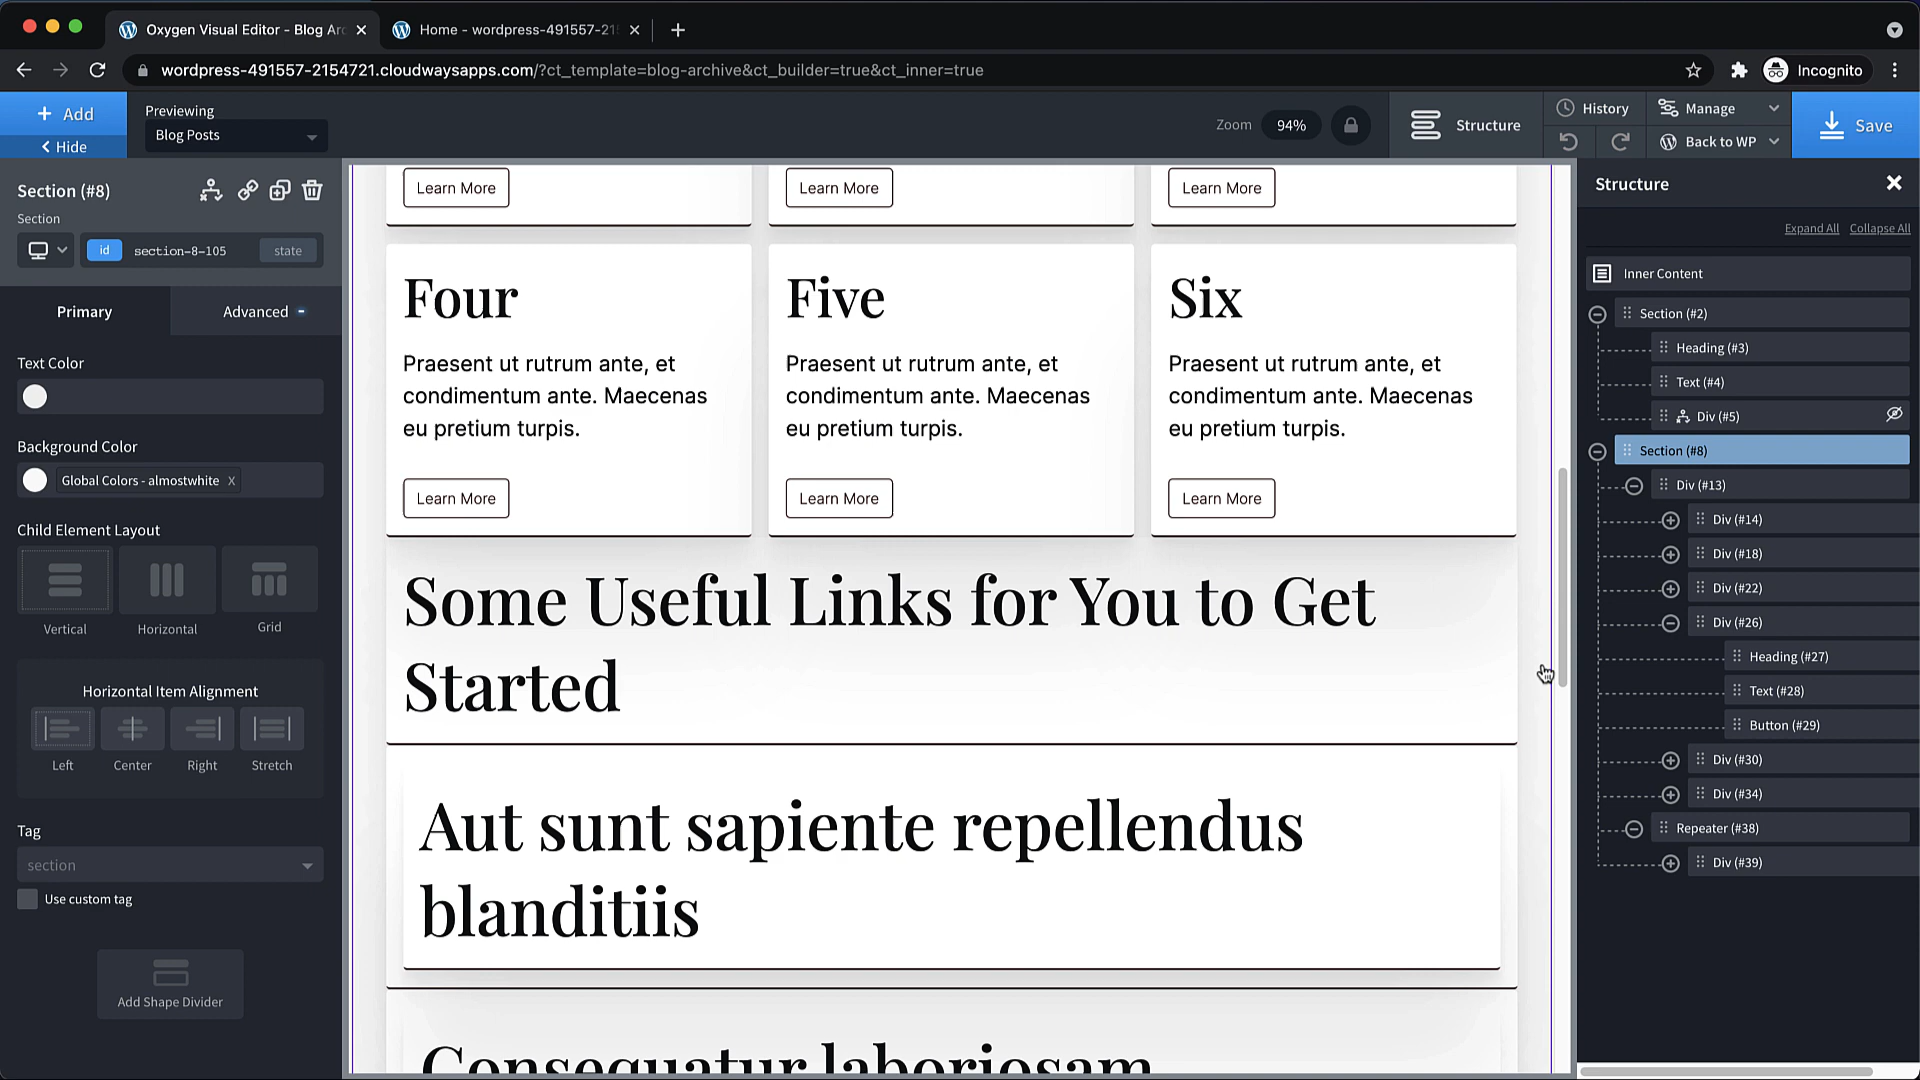 Oxygen Visual Editor - Blog Arc
Home - wordpress-491557-215
wordpress-491557-2154721.cloudwaysapps.com/?ct_template=blog-archive&ct_builder=true&ct_inner=true
Incognito
+ Add
Hide
Previewing
Blog Posts
Zoom
94%
Structure
History
Manage
Back to WP
Save
Section (#8)
Section
id
section-8-105
state
Primary
Advanced
Text Color
Background Color
Global Colors - almostwhite x
Child Element Layout
Vertical
Horizontal
Grid
Horizontal Item Alignment
Left
Center
Right
Stretch
Tag
section
Use custom tag
Add Shape Divider
Learn More
Learn More
Learn More
Four
Praesent ut rutrum ante, et
condimentum ante. Maecenas
eu pretium turpis.
Learn More
Five
Praesent ut rutrum ante, et
condimentum ante. Maecenas
eu pretium turpis.
Learn More
Six
Praesent ut rutrum ante, et
condimentum ante. Maecenas
eu pretium turpis.
Learn More
Some Useful Links for You to Get
Started
Aut sunt sapiente repellendus
blanditiis
Consequatur laboriosam
Structure
Expand All
Collapse All
Inner Content
Section (#2)
Heading (#3)
Text (#4)
Div (#5)
Section (#8)
Div (#13)
Div (#14)
Div (#18)
Div (#22)
Div (#26)
Heading (#27)
Text (#28)
Button (#29)
Div (#30)
Div (#34)
Repeater (#38)
Div (#39)